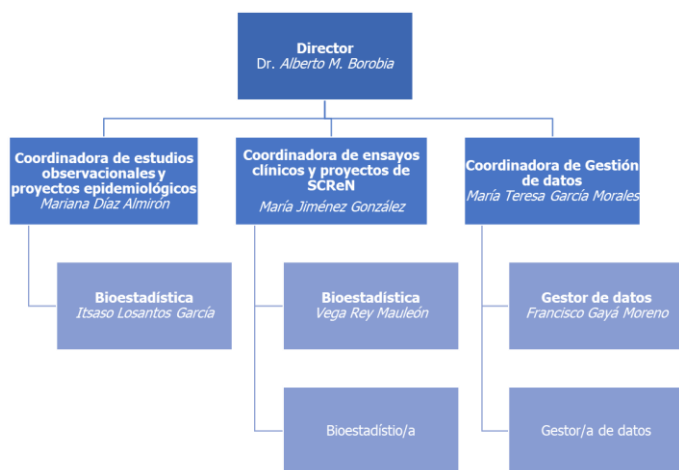 Director
Dr. Alberto M. Borobia
Coordinadora de estudios
observacionales y
proyectos epidemiológicos
Mariana Díaz Almirón
Coordinadora de ensayos
clínicos y proyectos de
SCReN
María Jiménez González
Coordinadora de Gestión
de datos
María Teresa García Morales
Bioestadística
Itsaso Losantos García
Bioestadística
Vega Rey Mauleón
Gestor de datos
Francisco Gayá Moreno
Bioestadístio/a
Gestor/a de datos